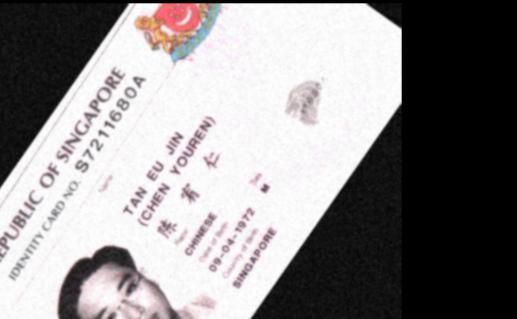 REPUBLIC OF SINGAPORE
IDENTITY CARD NO. S7211680A
Name
TAN EU JIN
(CHEN YOUREN)
陈 宥 仁
Race
CHINESE
Date of Birth
Sex
09-04-1972
M
Country of Birth
SINGAPORE